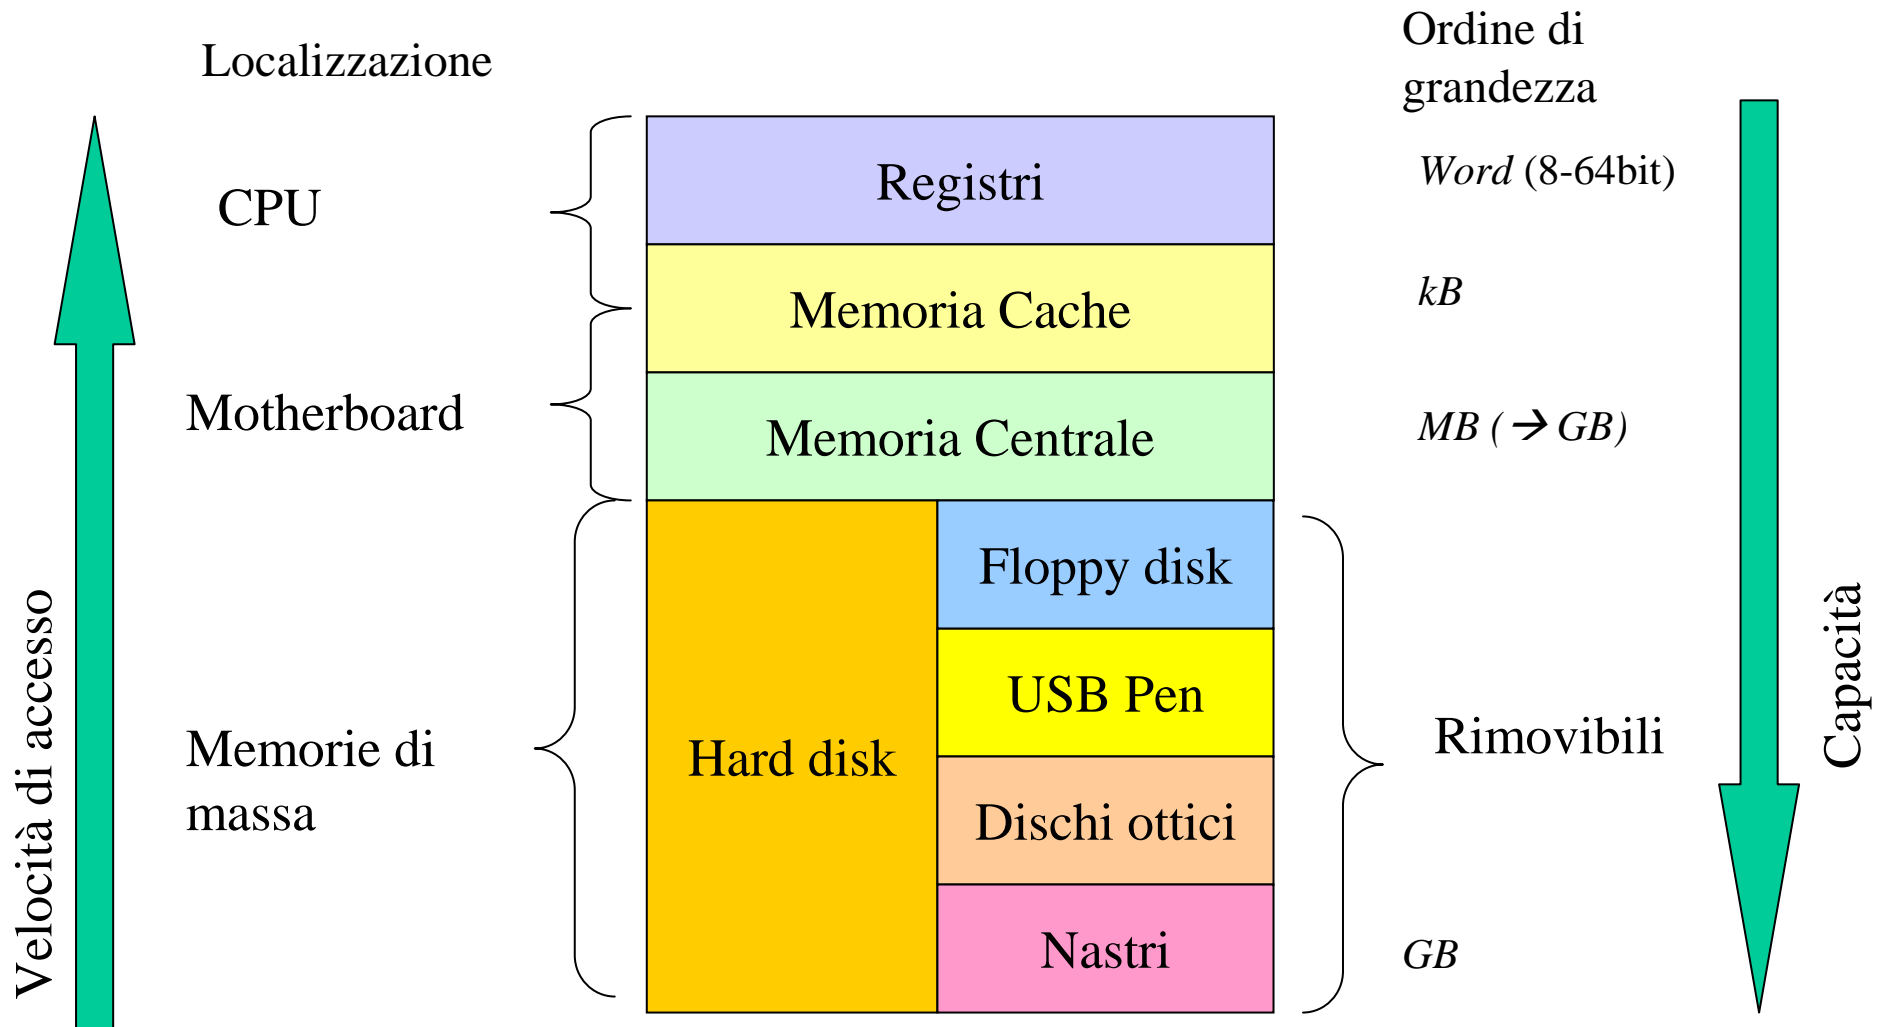 Localizzazione
Ordine di
grandezza
CPU
Registri
Word (8-64bit)
Memoria Cache
kB
Motherboard
Memoria Centrale
MB (→ GB)
Velocità di accesso
Memorie di
massa
Hard disk
Floppy disk
USB Pen
Dischi ottici
Nastri
Rimovibili
GB
Capacità